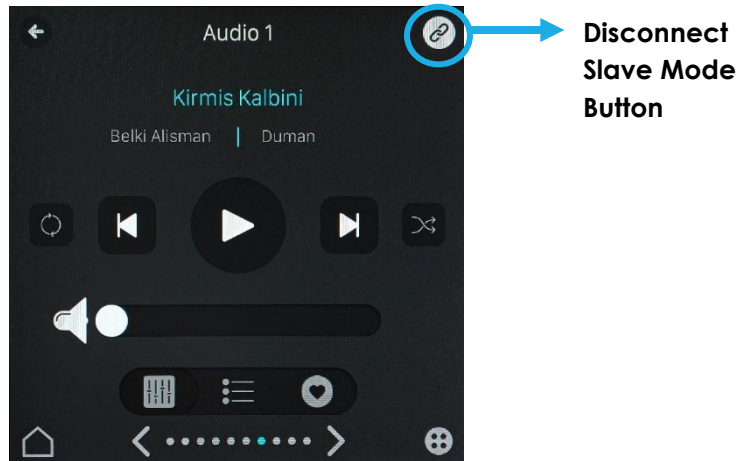 Audio 1
Disconnect
Slave Mode
Button
Kirmis Kalbini
Belki Alisman | Duman